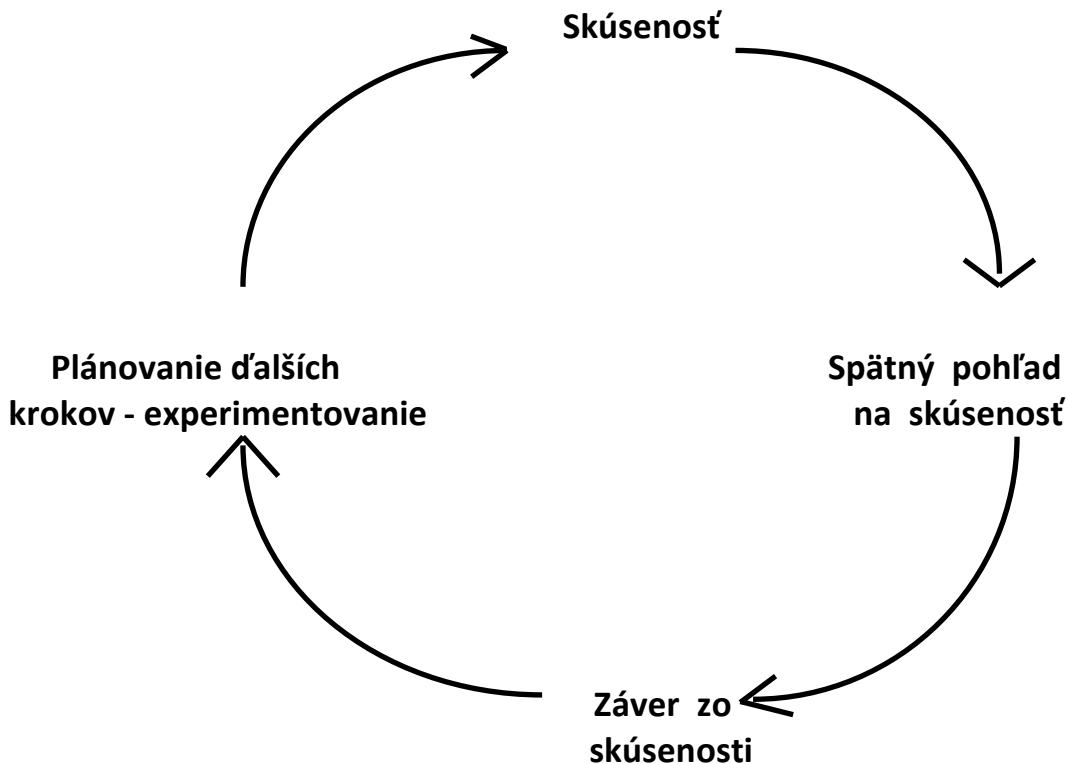 Skúsenosť
Plánovanie ďalších
krokov - experimentovanie
Spätný pohľad
na skúsenosť
Záver zo
skúsenosti